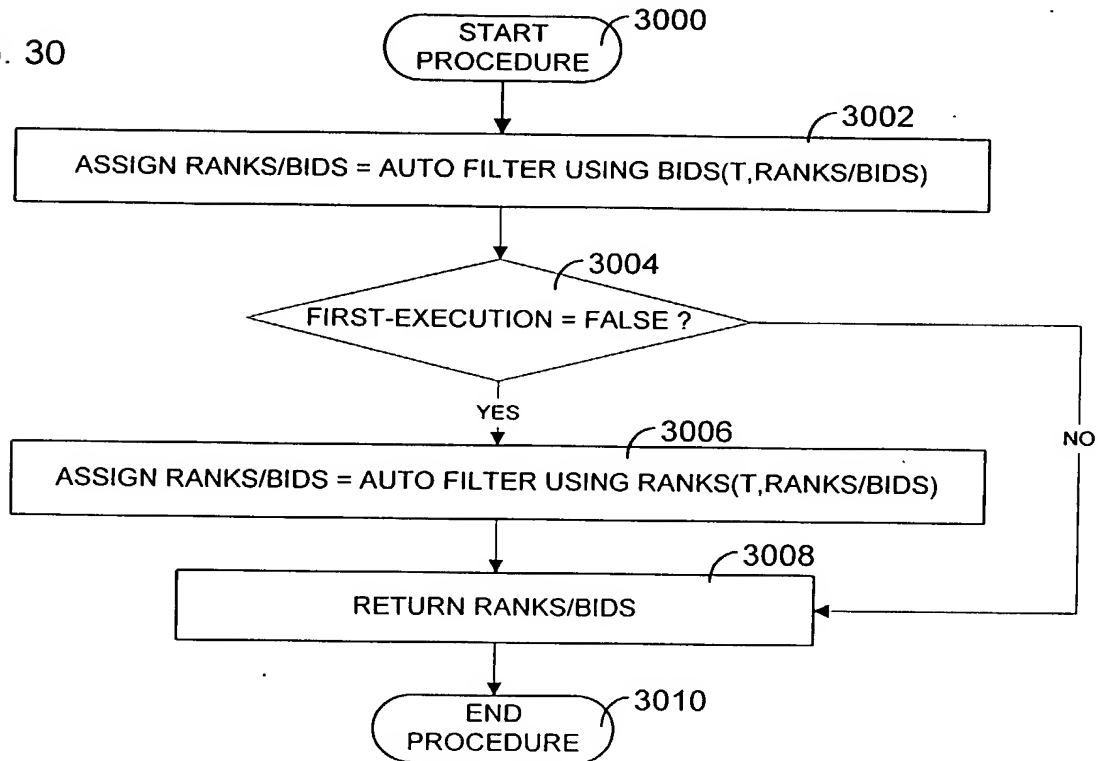 . 30
START
PROCEDURE
3000
3002
ASSIGN RANKS/BIDS = AUTO FILTER USING BIDS(T,RANKS/BIDS)
3004
FIRST-EXECUTION = FALSE ?
YES
NO
3006
ASSIGN RANKS/BIDS = AUTO FILTER USING RANKS(T,RANKS/BIDS)
3008
RETURN RANKS/BIDS
END
PROCEDURE
3010